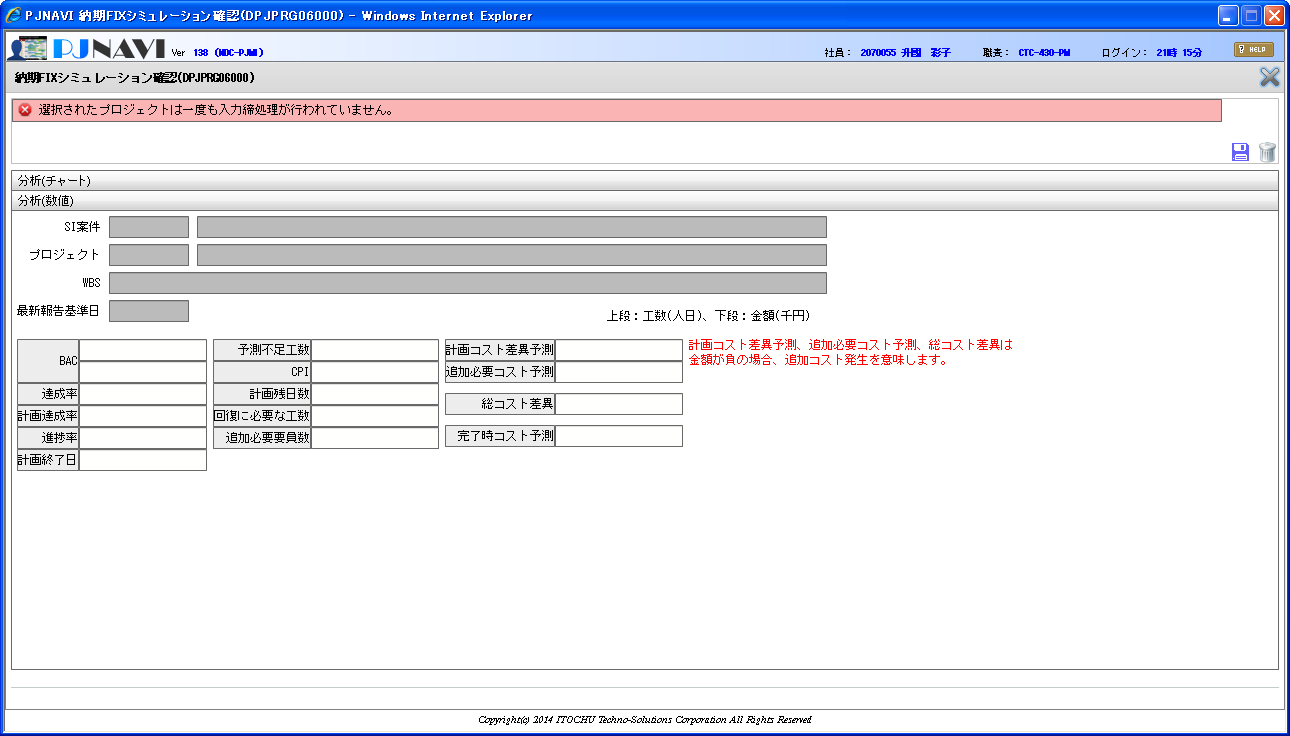 PJNAVI 納期FIXシミュレーション確認(DPJPRG06000) - Windows Internet Explorer
PJNAVI Ver 138 (NDC-PJMI) 社員： 2070055 升國 彩子 職責： CTC-430-PM ログイン： 21時 15分 ? HELP
納期FIXシミュレーション確認(DPJPRG06000)
選択されたプロジェクトは一度も入力締処理が行われていません。
分析(チャート)
分析(数値)
SI案件
プロジェクト
WBS
最新報告基準日
上段：工数(人日)、下段：金額(千円)
BAC
達成率
計画達成率
進捗率
計画終了日
予測不足工数
CPI
計画残日数
回復に必要な工数
追加必要要員数
計画コスト差異予測
追加必要コスト予測
総コスト差異
完了時コスト予測
計画コスト差異予測、追加必要コスト予測、総コスト差異は
金額が負の場合、追加コスト発生を意味します。
Copyright(c) 2014 ITOCHU Techno-Solutions Corporation All Rights Reserved